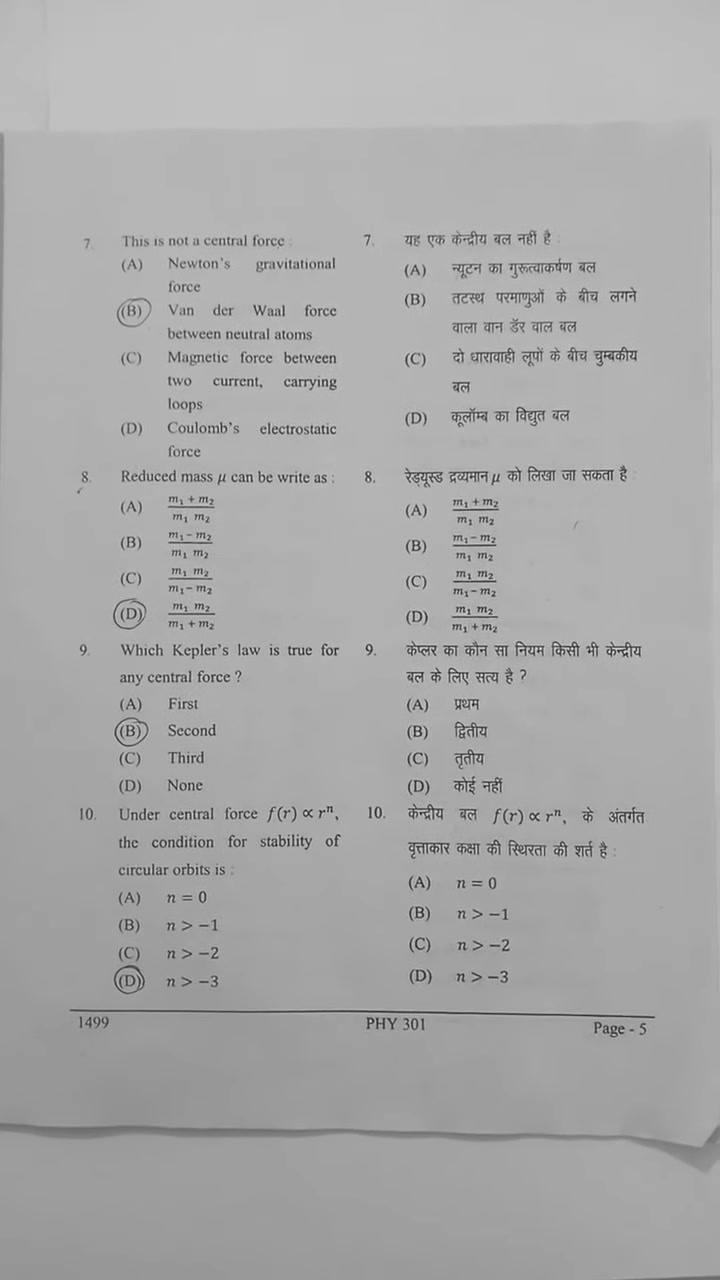 7. This is not a central force :
(A) Newton's gravitational
force
(B) Van der Waal force
between neutral atoms
(C) Magnetic force between
two current, carrying
loops
(D) Coulomb's electrostatic
force
8. Reduced mass μ can be write as :
(A) m₁ + m₂ / m₁ m₂
(B) m₁ − m₂ / m₁ m₂
(C) m₁ m₂ / m₁ − m₂
(D) m₁ m₂ / m₁ + m₂
9. Which Kepler's law is true for
any central force ?
(A) First
(B) Second
(C) Third
(D) None
10. Under central force f(r) ∝ rⁿ,
the condition for stability of
circular orbits is :
(A) n = 0
(B) n > −1
(C) n > −2
(D) n > −3
7. यह एक केन्द्रीय बल नहीं है :
(A) न्यूटन का गुरूत्वाकर्षण बल
(B) तटस्थ परमाणुओं के बीच लगने
वाला वान डॅर वाल बल
(C) दो धारावाही लूपों के बीच चुम्बकीय
बल
(D) कूलॉम्ब का विद्युत बल
8. रेड्यूस्ड द्रव्यमान μ को लिखा जा सकता है :
(A) m₁ + m₂ / m₁ m₂
(B) m₁ − m₂ / m₁ m₂
(C) m₁ m₂ / m₁ − m₂
(D) m₁ m₂ / m₁ + m₂
9. केप्लर का कौन सा नियम किसी भी केन्द्रीय
बल के लिए सत्य है ?
(A) प्रथम
(B) द्वितीय
(C) तृतीय
(D) कोई नहीं
10. केन्द्रीय बल f(r) ∝ rⁿ, के अंतर्गत
वृत्ताकार कक्षा की स्थिरता की शर्त है :
(A) n = 0
(B) n > −1
(C) n > −2
(D) n > −3
1499 PHY 301 Page - 5